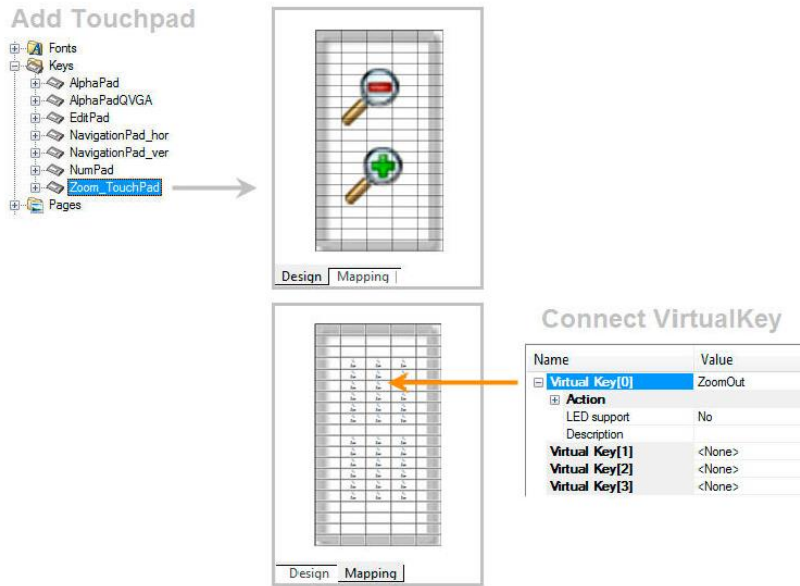 Add Touchpad
Fonts
Keys
AlphaPad
AlphaPadQVGA
EditPad
NavigationPad_hor
NavigationPad_ver
NumPad
Zoom_TouchPad
Pages
Design Mapping
Connect VirtualKey
Name Value
Virtual Key[0] ZoomOut
Action
LED support No
Description
Virtual Key[1] <None>
Virtual Key[2] <None>
Virtual Key[3] <None>
Design Mapping